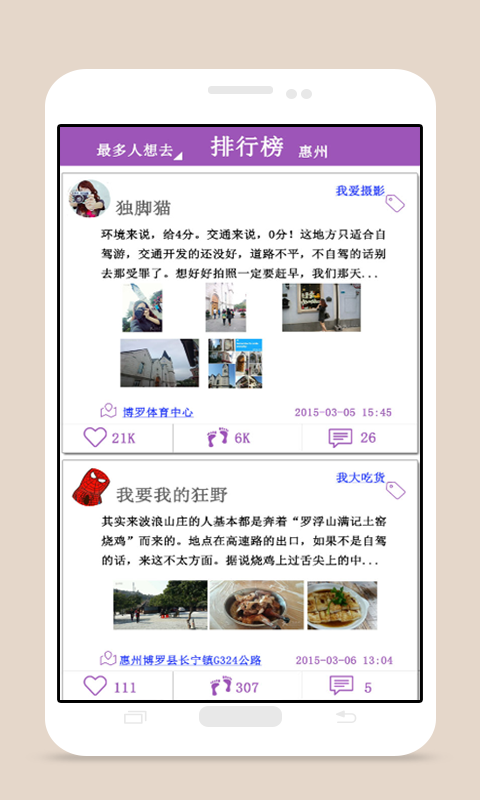 最多人想去 排行榜 惠州
我爱摄影
独脚猫
环境来说，给4分。交通来说，0分！这地方只适合自
驾游，交通开发的还没好，道路不平，不自驾的话别
去那受罪了。想好好拍照一定要赶早，我们那天...
博罗体育中心 2015-03-05 15:45
21K 6K 26
我大吃货
我要我的狂野
其实来波浪山庄的人基本都是奔着“罗浮山满记土窑
烧鸡”而来的。地点在高速路的出口，如果不是自驾
的话，来这不太方面。据说烧鸡上过舌尖上的中...
惠州博罗县长宁镇G324公路 2015-03-06 13:04
111 307 5